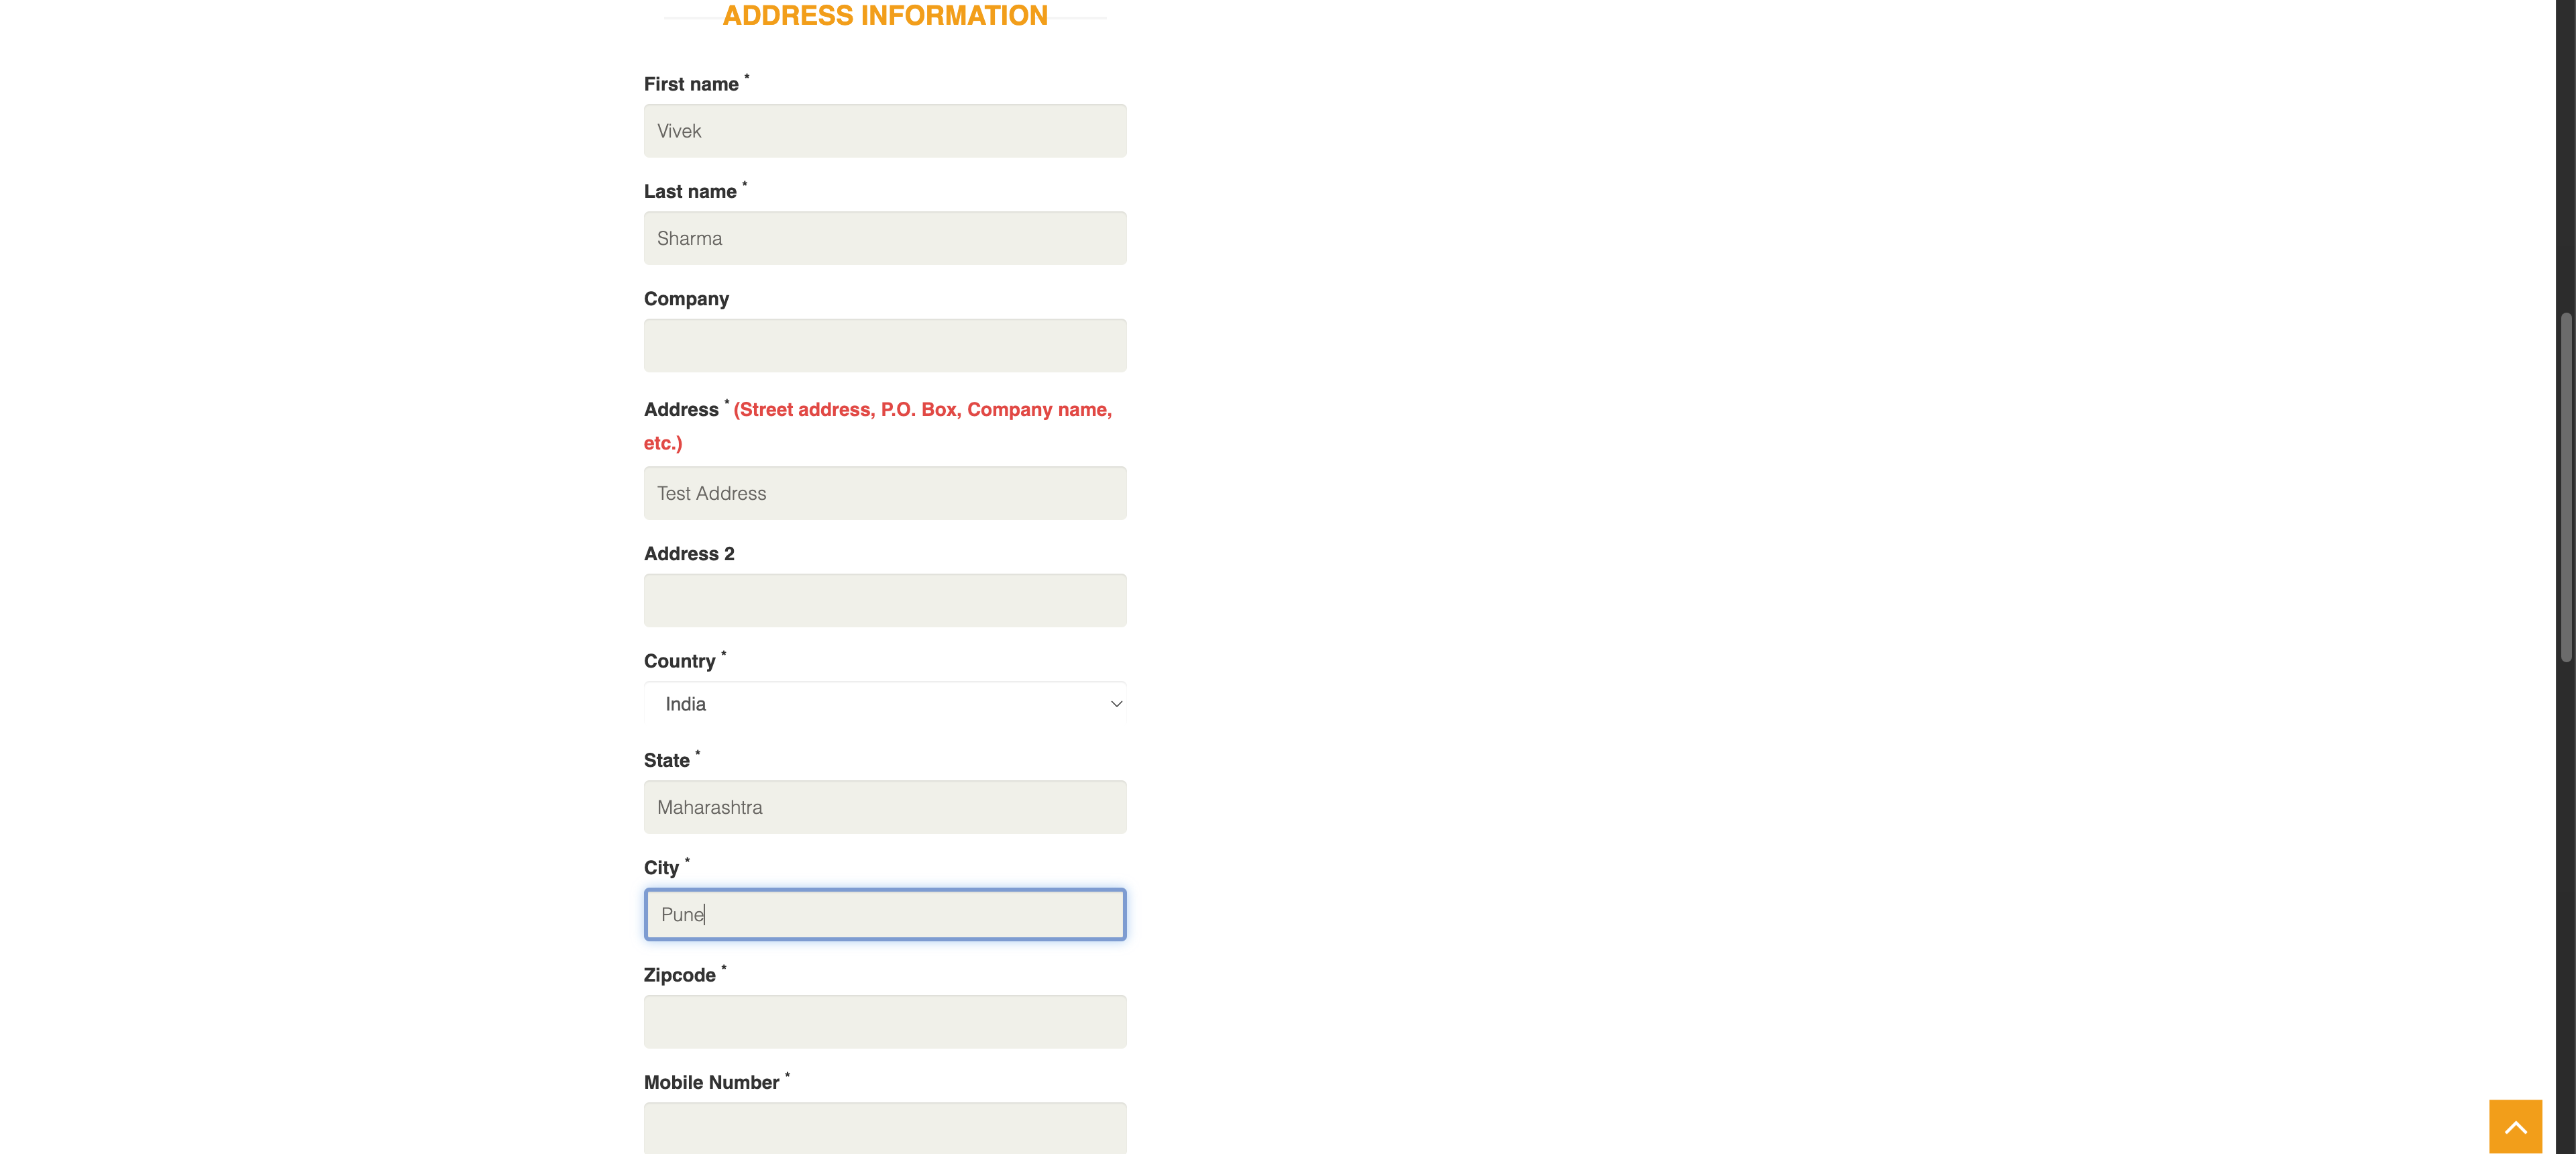 ADDRESS INFORMATION
First name *
Vivek
Last name *
Sharma
Company
Address * (Street address, P.O. Box, Company name,
etc.)
Test Address
Address 2
Country *
India
State *
Maharashtra
City *
Pune
Zipcode *
Mobile Number *